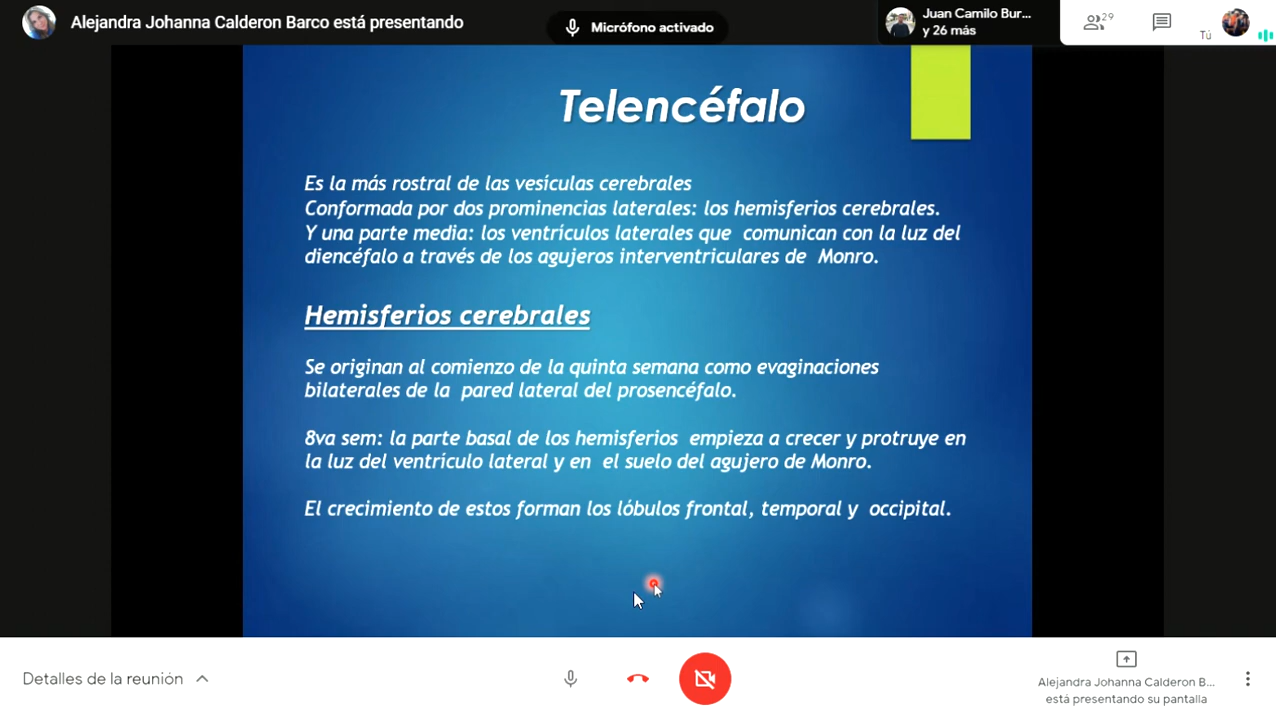 Alejandra Johanna Calderon Barco está presentando
Micrófono activado
Juan Camilo Bur...
y 26 más
29
Tú
Telencéfalo
Es la más rostral de las vesículas cerebrales
Conformada por dos prominencias laterales: los hemisferios cerebrales.
Y una parte media: los ventrículos laterales que comunican con la luz del
diencéfalo a través de los agujeros interventriculares de Monro.
Hemisferios cerebrales
Se originan al comienzo de la quinta semana como evaginaciones
bilaterales de la pared lateral del prosencéfalo.
8va sem: la parte basal de los hemisferios empieza a crecer y protruye en
la luz del ventrículo lateral y en el suelo del agujero de Monro.
El crecimiento de estos forman los lóbulos frontal, temporal y occipital.
Detalles de la reunión
Alejandra Johanna Calderon B...
está presentando su pantalla